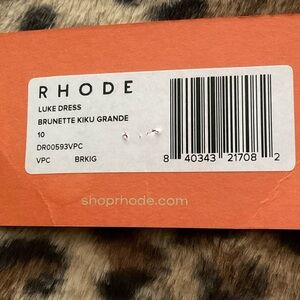 RHODE
LUKE DRESS
BRUNETTE KIKU GRANDE
10
DR00593VPC
VPC BRKIG
8 40343 21708 2
shoprhode.com